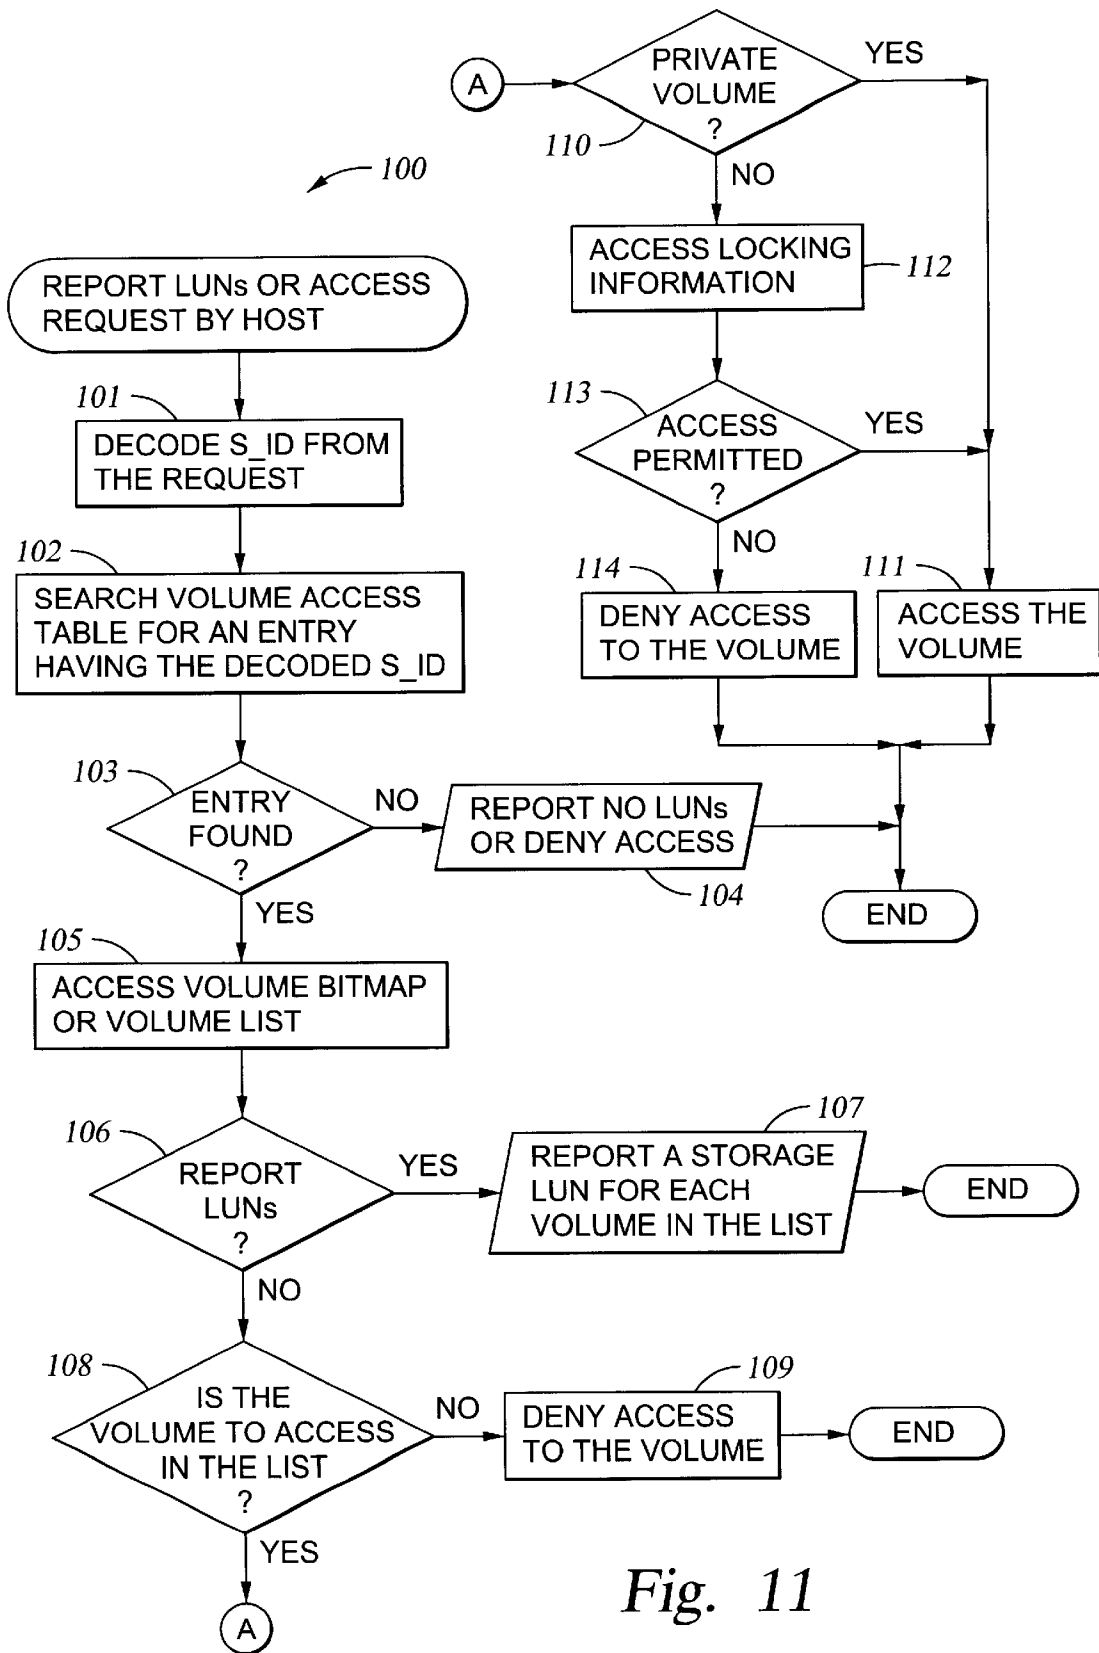 100
REPORT LUNs OR ACCESS
REQUEST BY HOST
101
DECODE S_ID FROM
THE REQUEST
102
SEARCH VOLUME ACCESS
TABLE FOR AN ENTRY
HAVING THE DECODED S_ID
103
ENTRY
FOUND
?
NO
REPORT NO LUNs
OR DENY ACCESS
104
YES
105
ACCESS VOLUME BITMAP
OR VOLUME LIST
106
REPORT
LUNs
?
YES
107
REPORT A STORAGE
LUN FOR EACH
VOLUME IN THE LIST
END
NO
108
IS THE
VOLUME TO ACCESS
IN THE LIST
?
NO
109
DENY ACCESS
TO THE VOLUME
END
YES
A
A
PRIVATE
VOLUME
?
110
YES
NO
ACCESS LOCKING
INFORMATION
112
113
ACCESS
PERMITTED
?
YES
NO
114
DENY ACCESS
TO THE VOLUME
111
ACCESS THE
VOLUME
END
Fig. 11